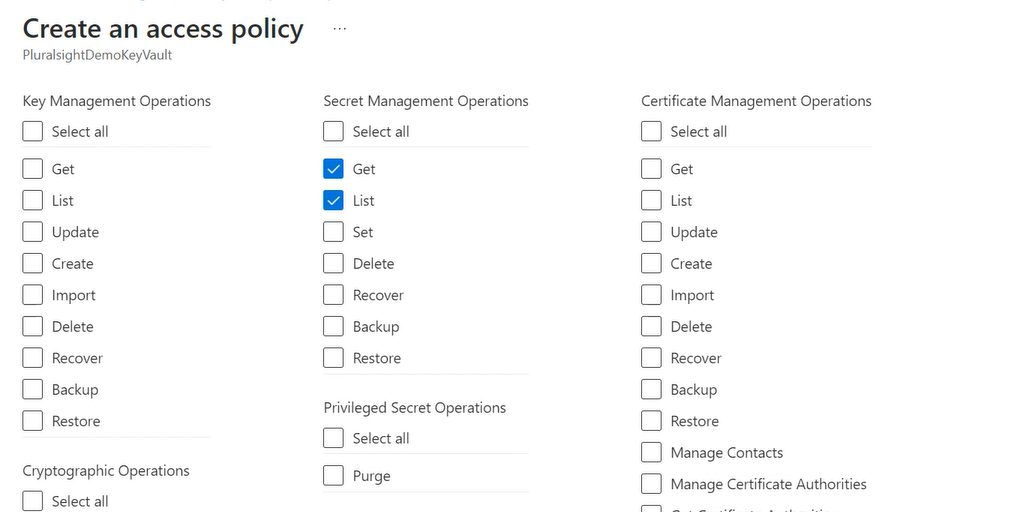 Create an access policy ...
PluralsightDemoKeyVault
Key Management Operations
Select all
Get
List
Update
Create
Import
Delete
Recover
Backup
Restore
Cryptographic Operations
Select all
Secret Management Operations
Select all
Get
List
Set
Delete
Recover
Backup
Restore
Privileged Secret Operations
Select all
Purge
Certificate Management Operations
Select all
Get
List
Update
Create
Import
Delete
Recover
Backup
Restore
Manage Contacts
Manage Certificate Authorities